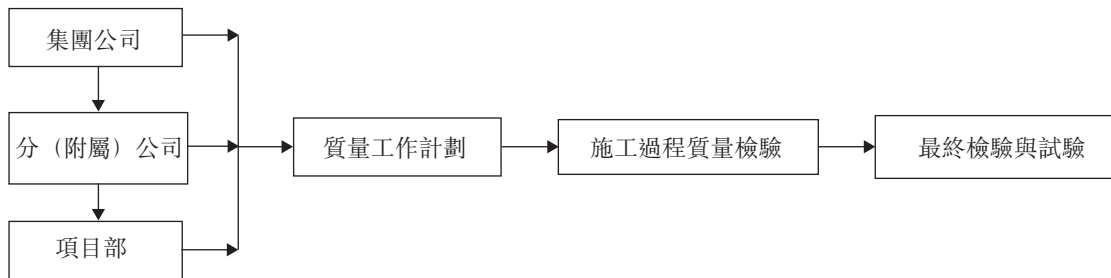 集團公司
分（附屬）公司
項目部
質量工作計劃
施工過程質量檢驗
最終檢驗與試驗